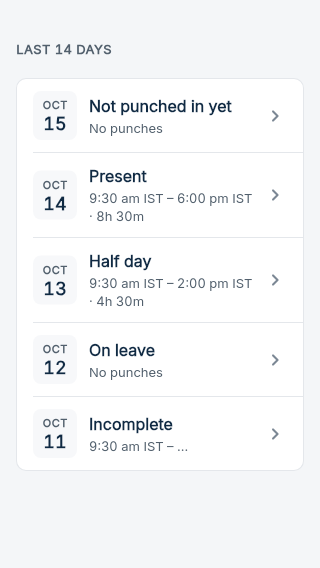 LAST 14 DAYS
OCT
15
Not punched in yet
No punches
OCT
14
Present
9:30 am IST – 6:00 pm IST
· 8h 30m
OCT
13
Half day
9:30 am IST – 2:00 pm IST
· 4h 30m
OCT
12
On leave
No punches
OCT
11
Incomplete
9:30 am IST – ...